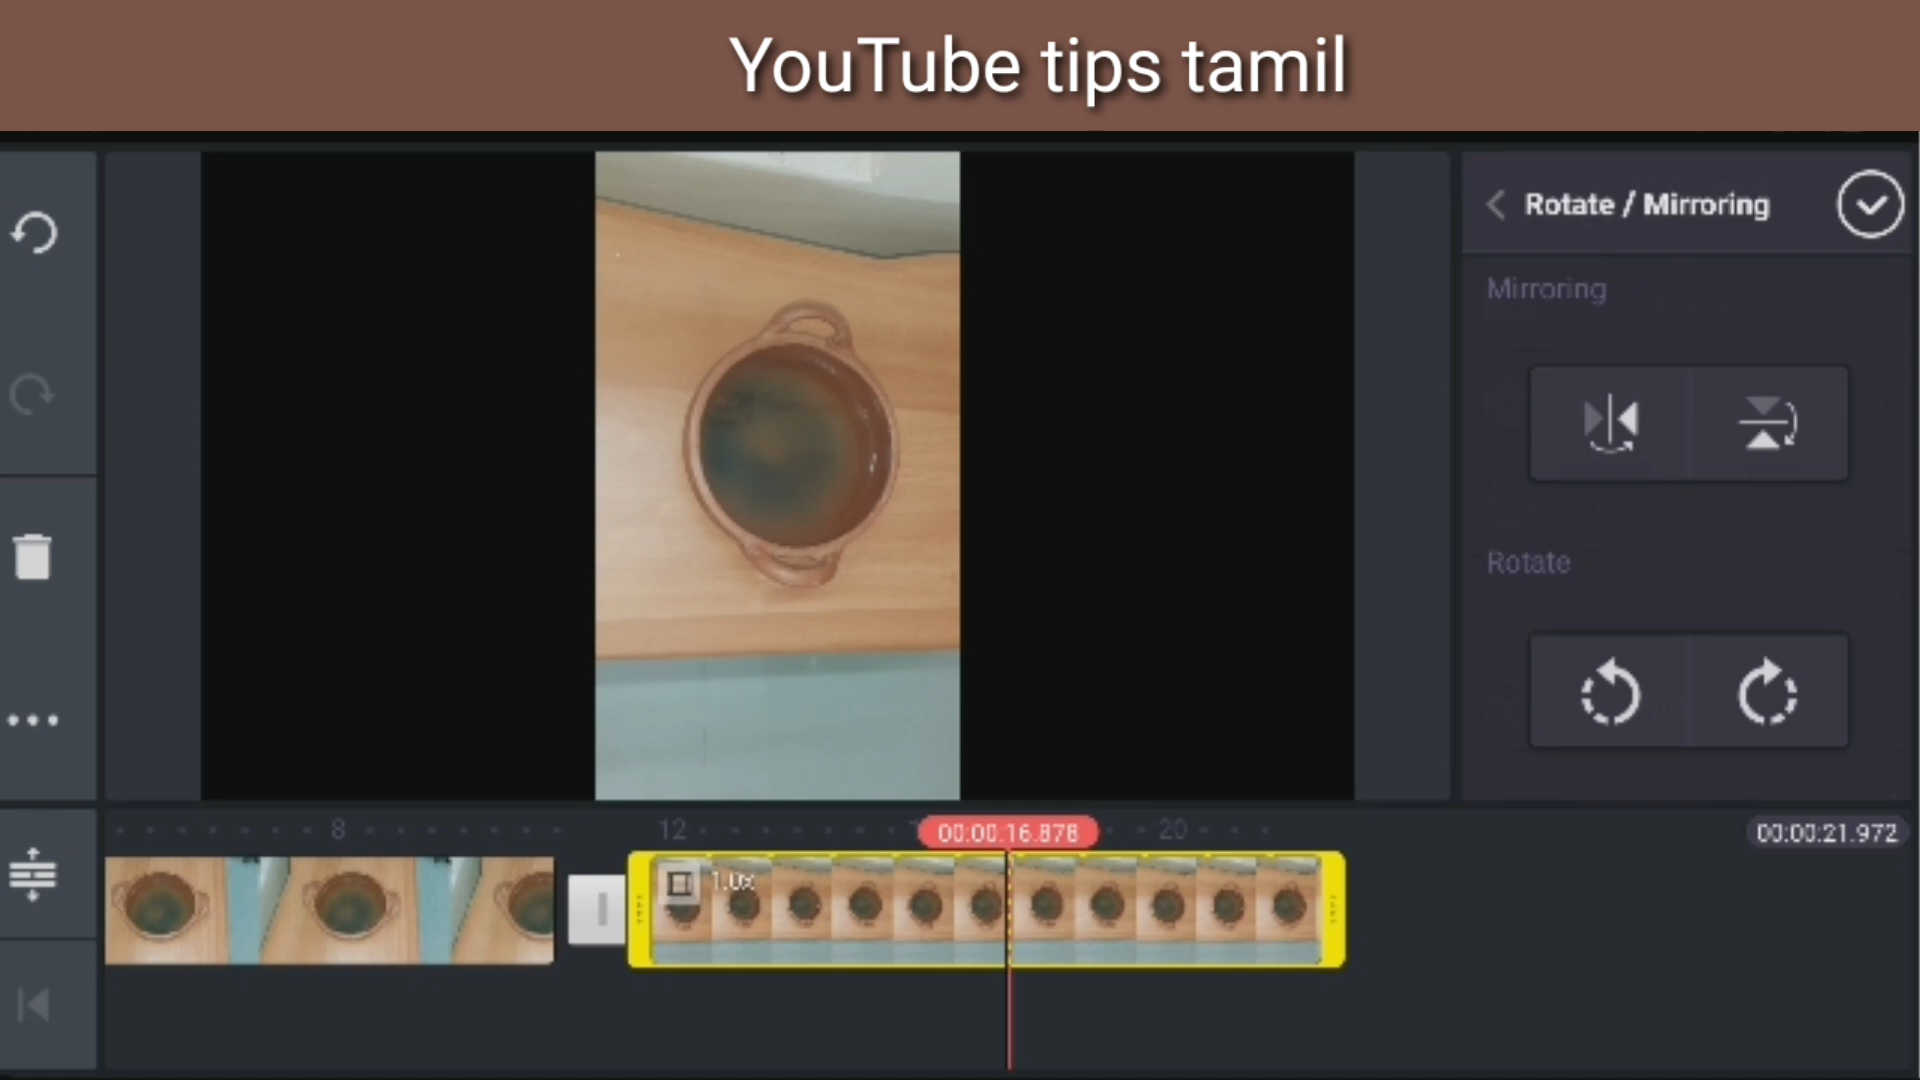 YouTube tips tamil
Rotate / Mirroring
Mirroring
Rotate
8
12
00:00:16.878
20
00:00:21.972
1.0x